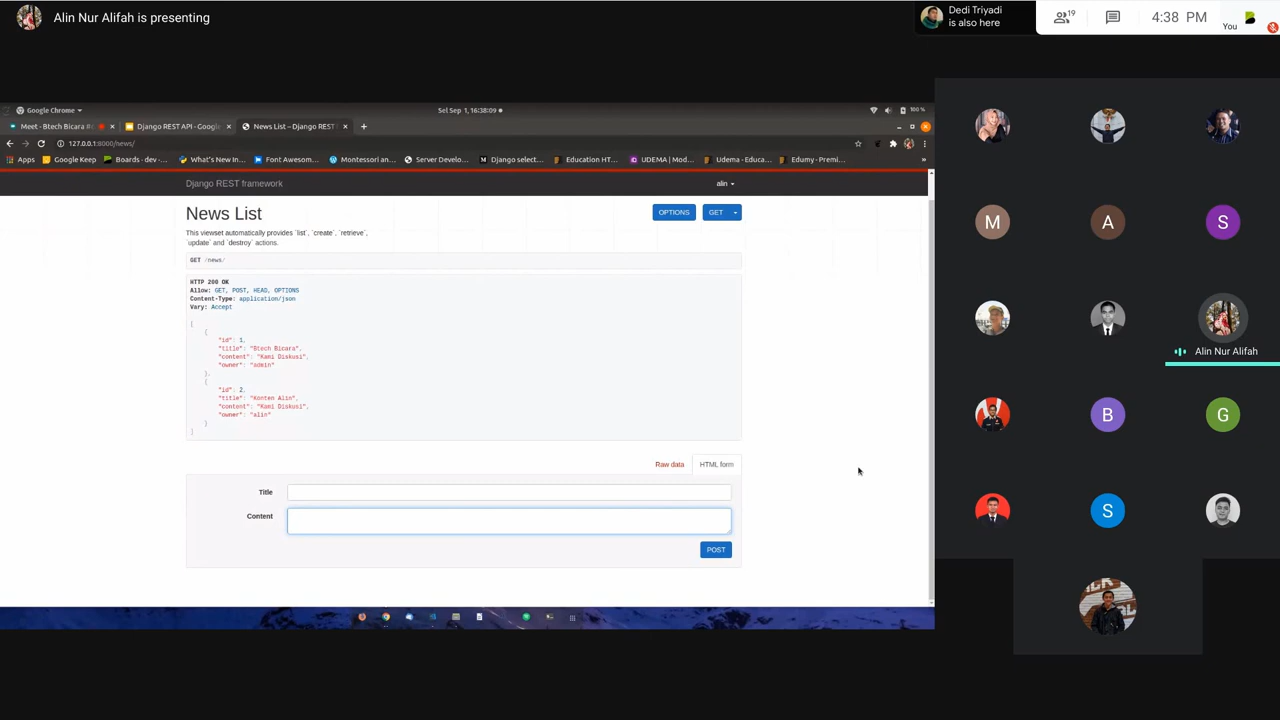 Alin Nur Alifah is presenting
Dedi Triyadi
is also here
19
4:38 PM
You
Google Chrome
Sel Sep 1, 16:38:09
100 %
Meet - Btech Bicara #
Django REST API - Google
News List – Django REST
127.0.0.1:8000/news/
Apps
Google Keep
Boards - dev...
What's New In...
Font Awesom...
Montessori an...
Server Develo...
Django select...
Education HT...
UDEMA | Mod...
Udema - Educa...
Edumy - Premi...
»
Django REST framework
alin
News List
OPTIONS
GET
This viewset automatically provides `list`, `create`, `retrieve`,
`update` and `destroy` actions.
GET /news/
HTTP 200 OK
Allow: GET, POST, HEAD, OPTIONS
Content-Type: application/json
Vary: Accept
[
{
"id": 1,
"title": "Btech Bicara",
"content": "Kami Diskusi",
"owner": "admin"
},
{
"id": 2,
"title": "Konten Alin",
"content": "Kami Diskusi",
"owner": "alin"
}
]
Raw data
HTML form
Title
Content
POST
M
A
S
Alin Nur Alifah
B
G
S